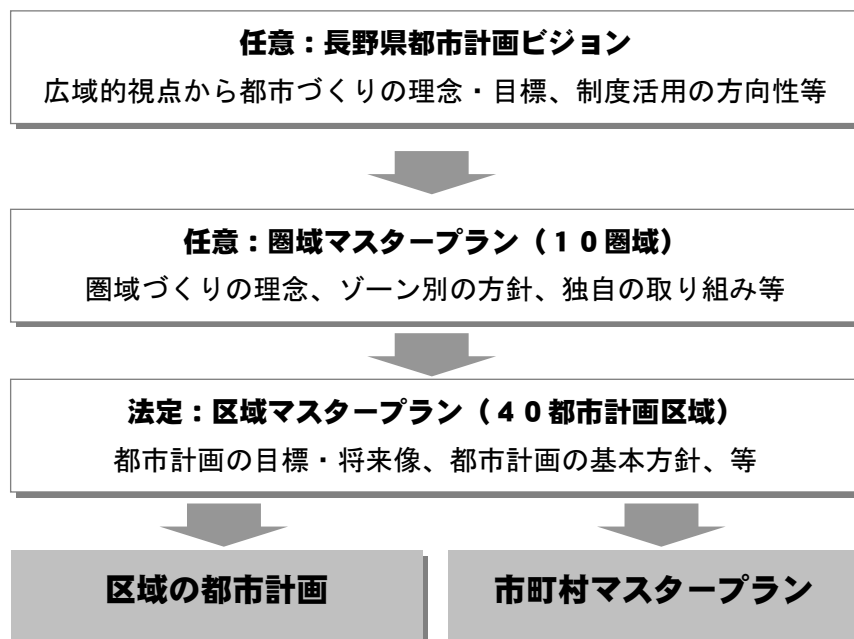 任意：長野県都市計画ビジョン
広域的視点から都市づくりの理念・目標、制度活用の方向性等
任意：圏域マスタープラン（１０圏域）
圏域づくりの理念、ゾーン別の方針、独自の取り組み等
法定：区域マスタープラン（４０都市計画区域）
都市計画の目標・将来像、都市計画の基本方針、等
区域の都市計画
市町村マスタープラン